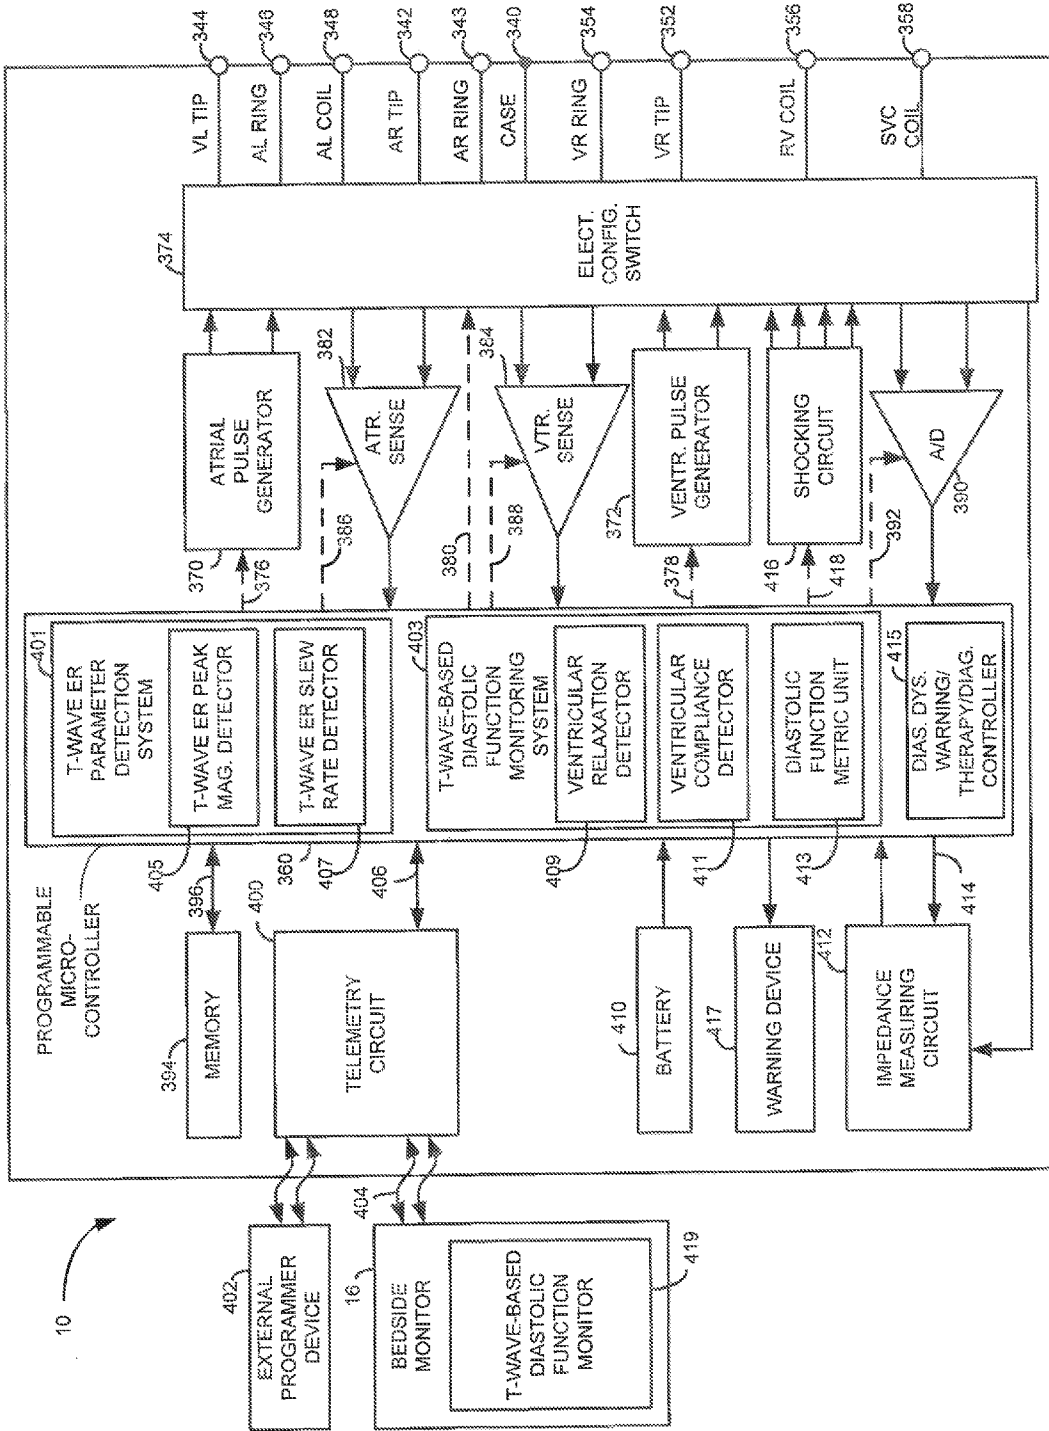 10
EXTERNAL
PROGRAMMER
DEVICE
402
BEDSIDE
MONITOR
16
T-WAVE-BASED
DIASTOLIC
FUNCTION
MONITOR
419
404
MEMORY
394
396
TELEMETRY
CIRCUIT
400
406
BATTERY
410
WARNING DEVICE
417
IMPEDANCE
MEASURING
CIRCUIT
412
414
PROGRAMMABLE
MICRO-
CONTROLLER
360
T-WAVE ER
PARAMETER
DETECTION
SYSTEM
401
T-WAVE ER PEAK
MAG. DETECTOR
405
T-WAVE ER SLEW
RATE DETECTOR
407
T-WAVE-BASED
DIASTOLIC
FUNCTION
MONITORING
SYSTEM
403
VENTRICULAR
RELAXATION
DETECTOR
409
VENTRICULAR
COMPLIANCE
DETECTOR
411
DIASTOLIC
FUNCTION
METRIC UNIT
413
DIAS. DYS.
WARNING/
THERAPY/DIAG.
CONTROLLER
415
ATRIAL
PULSE
GENERATOR
370
376
ATR.
SENSE
382
386
380
VTR.
SENSE
384
388
VENTR. PULSE
GENERATOR
372
378
SHOCKING
CIRCUIT
416
418
A/D
390
392
ELECT.
CONFIG.
SWITCH
374
VL TIP
344
AL RING
346
AL COIL
348
AR TIP
342
AR RING
343
CASE
340
VR RING
354
VR TIP
352
RV COIL
356
SVC
COIL
358